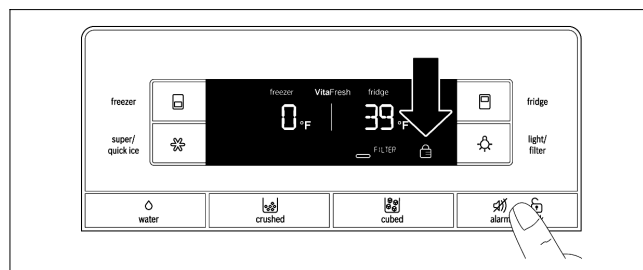 freezer VitaFresh fridge
freezer 0 °F 39 °F fridge
super/ quick ice FILTER light/ filter
water crushed cubed alarm